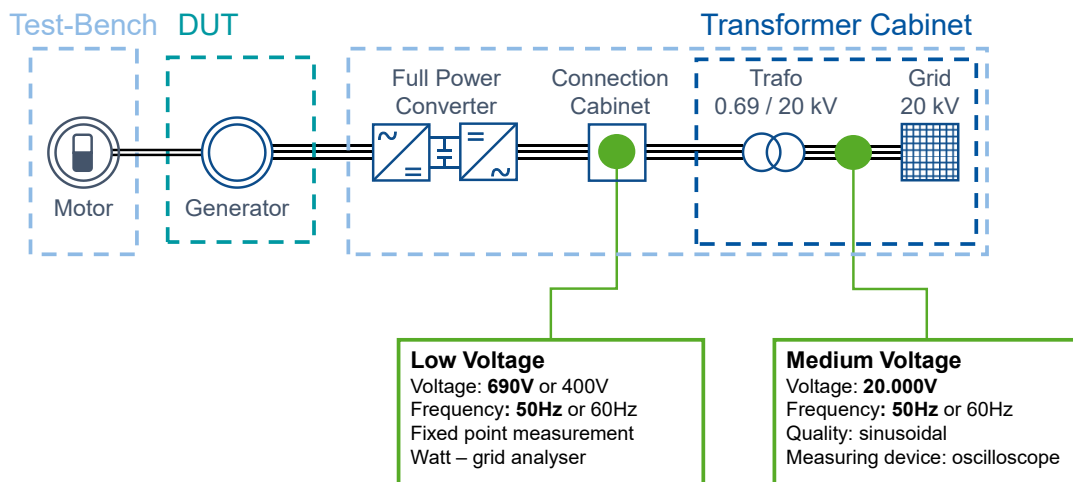 Test-Bench
DUT
Transformer Cabinet
Full Power
Converter
Connection
Cabinet
Trafo
0.69 / 20 kV
Grid
20 kV
Motor
Generator
Low Voltage
Voltage: 690V or 400V
Frequency: 50Hz or 60Hz
Fixed point measurement
Watt – grid analyser
Medium Voltage
Voltage: 20.000V
Frequency: 50Hz or 60Hz
Quality: sinusoidal
Measuring device: oscilloscope